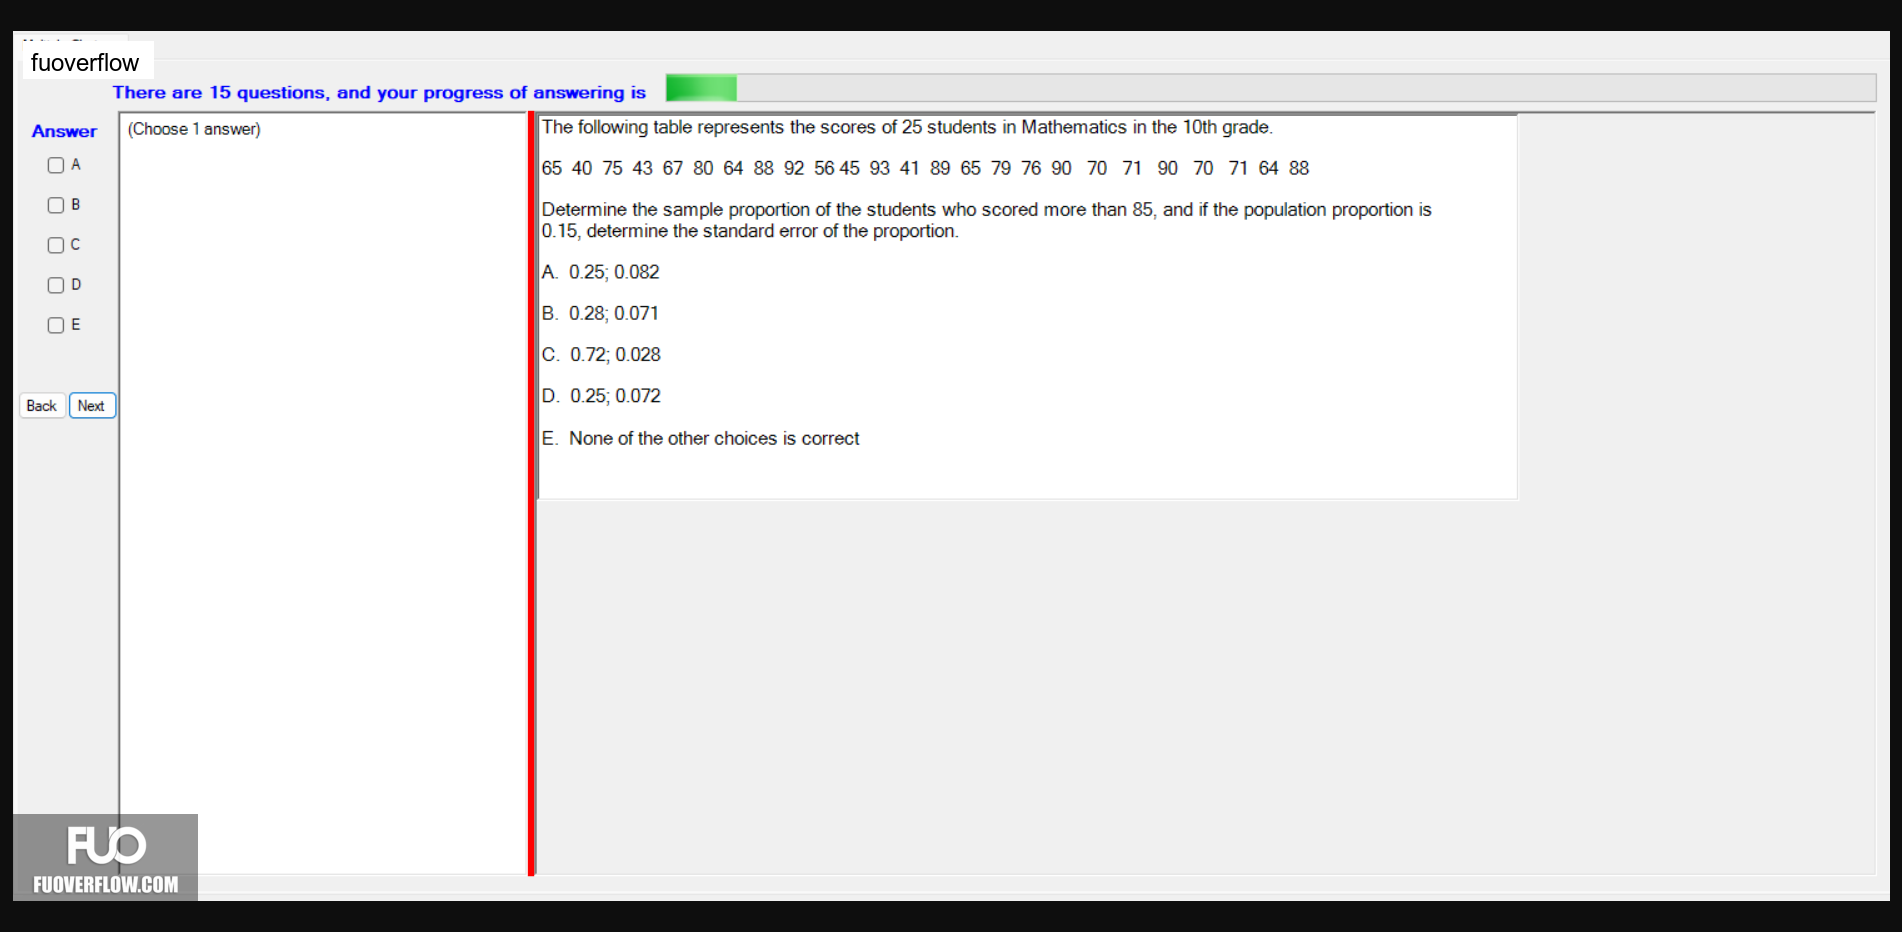 fuoverflow
There are 15 questions, and your progress of answering is
Answer
(Choose 1 answer)
A
B
C
D
E
Back Next
The following table represents the scores of 25 students in Mathematics in the 10th grade.
65 40 75 43 67 80 64 88 92 56 45 93 41 89 65 79 76 90 70 71 90 70 71 64 88
Determine the sample proportion of the students who scored more than 85, and if the population proportion is
0.15, determine the standard error of the proportion.
A. 0.25; 0.082
B. 0.28; 0.071
C. 0.72; 0.028
D. 0.25; 0.072
E. None of the other choices is correct
FUO
FUOVERFLOW.COM